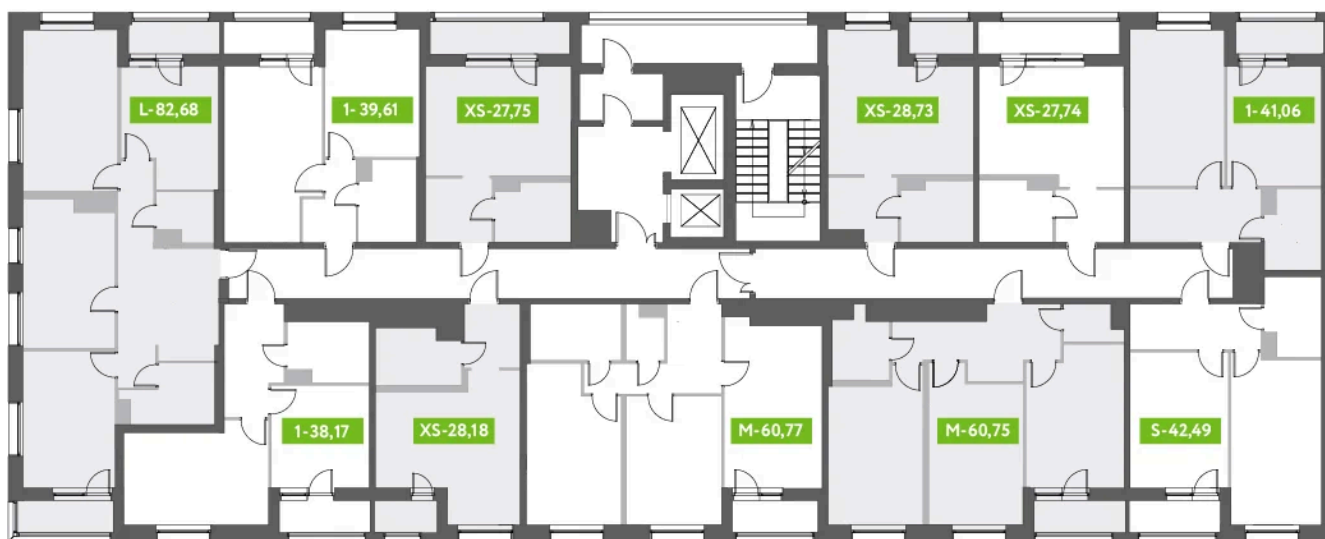 L-82,68
1- 39,61
XS-27,75
XS-28,73
XS-27,74
1-41,06
1-38,17
XS-28,18
M-60,77
M-60,75
S-42,49